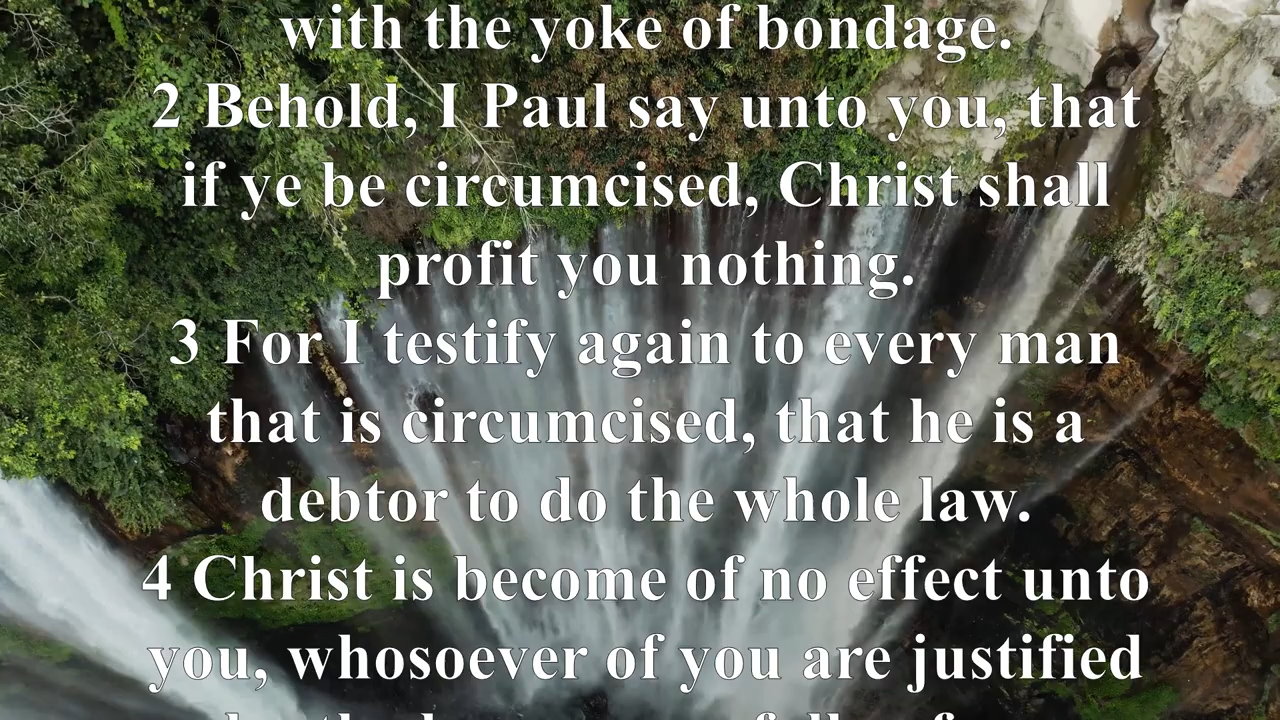 with the yoke of bondage.
2 Behold, I Paul say unto you, that
if ye be circumcised, Christ shall
profit you nothing.
3 For I testify again to every man
that is circumcised, that he is a
debtor to do the whole law.
4 Christ is become of no effect unto
you, whosoever of you are justified